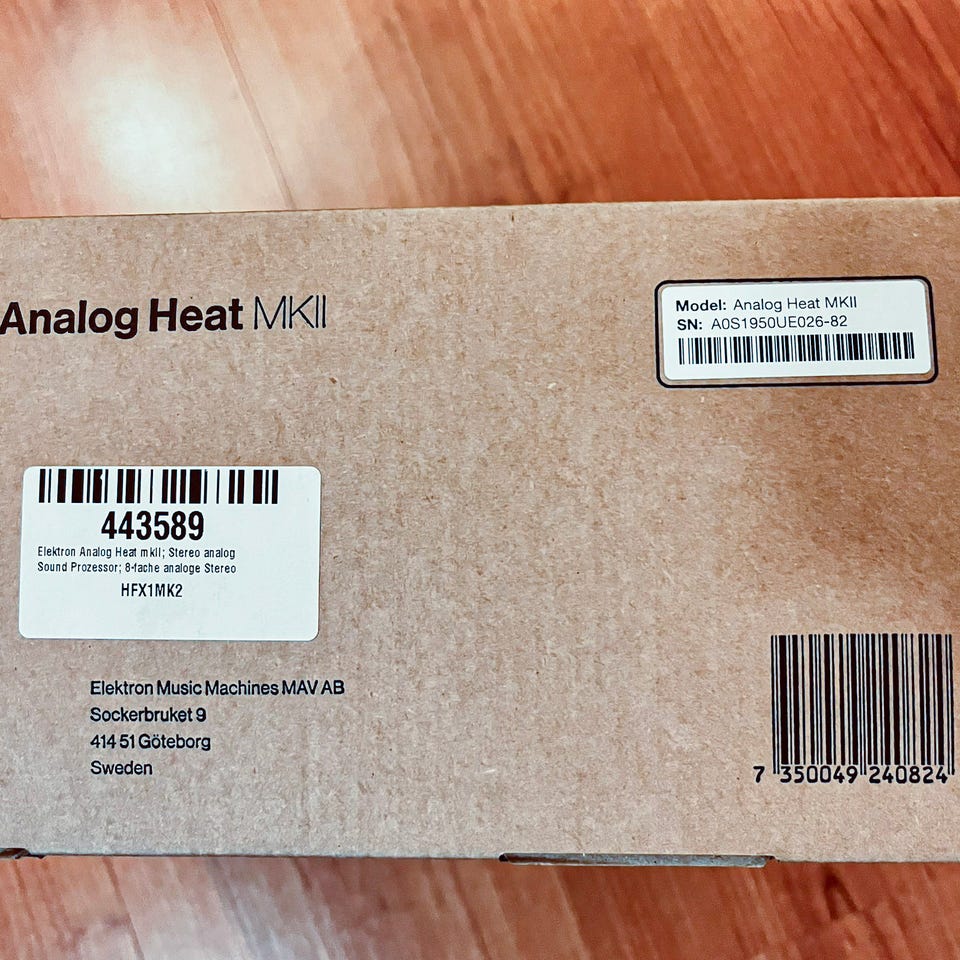 Analog Heat MKII
Model: Analog Heat MKII
SN: A0S1950UE026-82
443589
Elektron Analog Heat mkII; Stereo analog
Sound Prozessor; 8-fache analoge Stereo
HFX1MK2
Elektron Music Machines MAV AB
Sockerbruket 9
414 51 Göteborg
Sweden
7 350049 240824